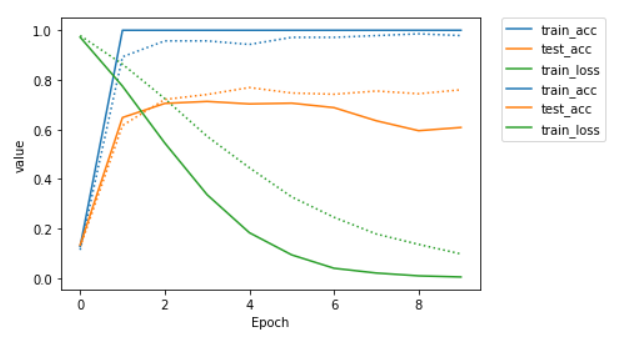 1.0
0.8
0.6
0.4
0.2
0.0
value
0
2
4
6
8
Epoch
train_acc
test_acc
train_loss
train_acc
test_acc
train_loss